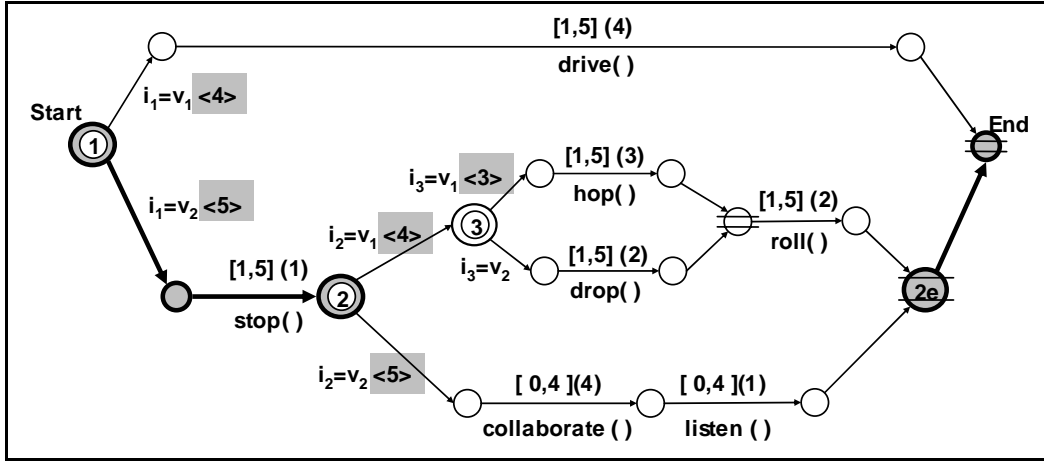 [1,5] (4)
drive( )
i1=v1 <4>
Start
1
End
i1=v2 <5>
[1,5] (1)
stop( )
2
i2=v1 <4>
i3=v1 <3>
3
i3=v2
[1,5] (3)
hop( )
[1,5] (2)
drop( )
[1,5] (2)
roll( )
2e
i2=v2 <5>
[ 0,4 ](4)
collaborate ( )
[ 0,4 ](1)
listen ( )